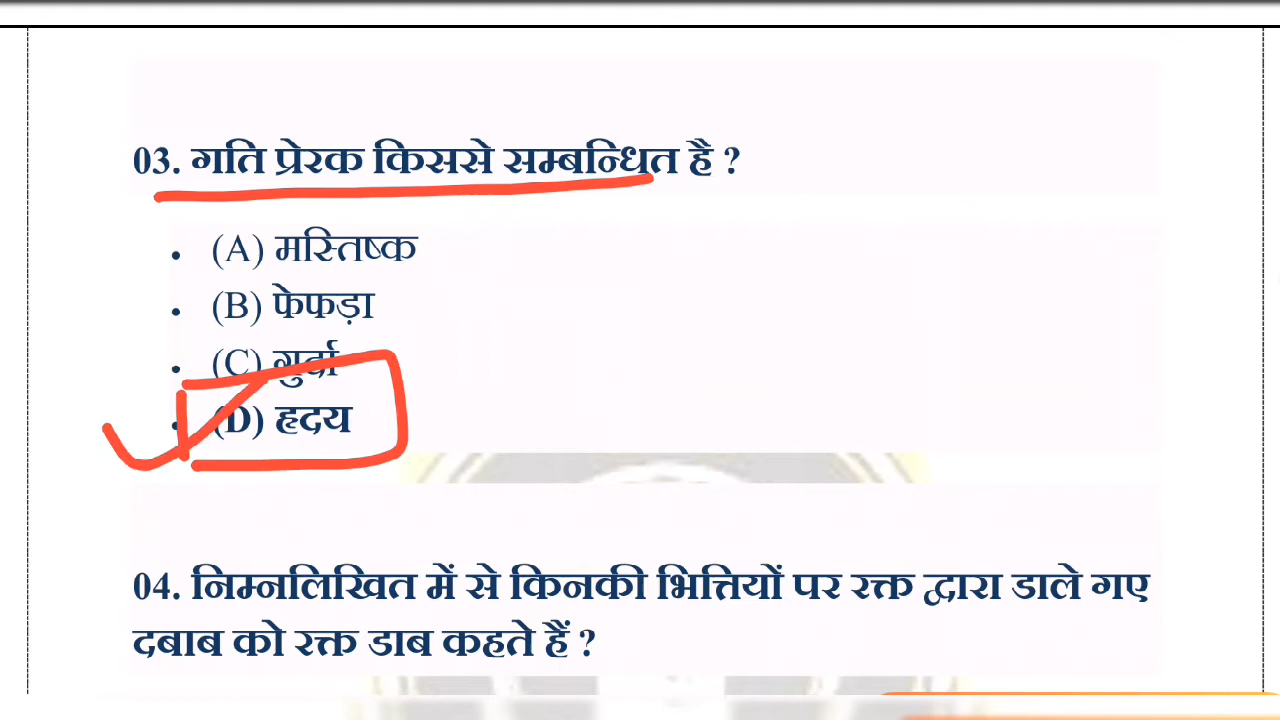 03. गति प्रेरक किससे सम्बन्धित है ?
• (A) मस्तिष्क
• (B) फेफड़ा
• (C) गुर्दा
• (D) हृदय
04. निम्नलिखित में से किनकी भित्तियों पर रक्त द्वारा डाले गए
दबाब को रक्त डाब कहते हैं ?